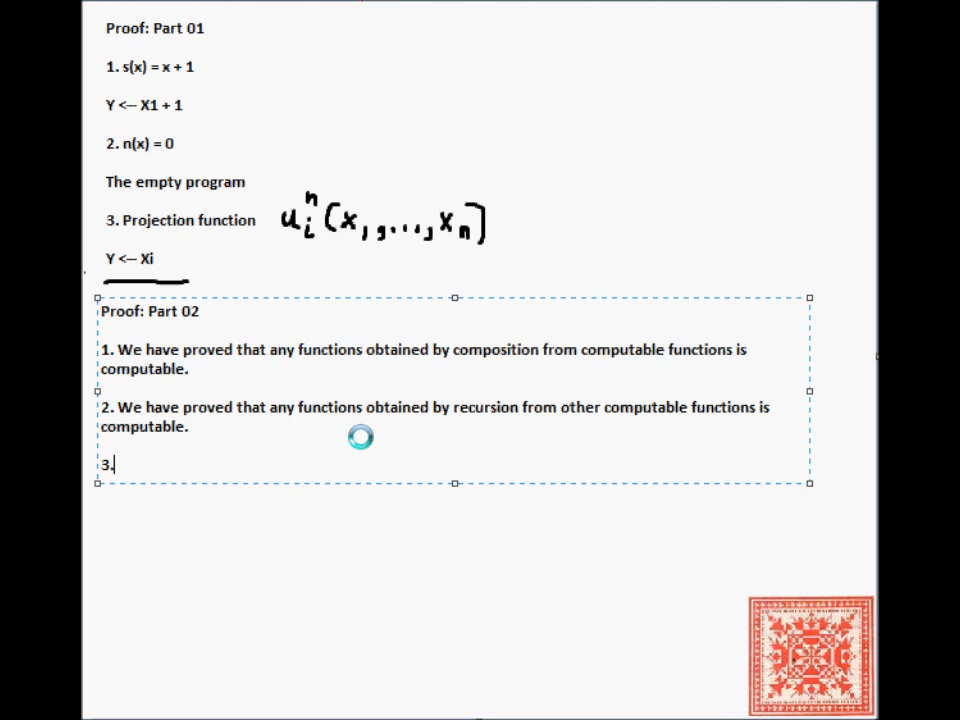 Proof: Part 01
1. s(x) = x + 1
Y <-- X1 + 1
2. n(x) = 0
The empty program
3. Projection function u_i^n(x, ,..., x_n)
Y <-- Xi
Proof: Part 02
1. We have proved that any functions obtained by composition from computable functions is
computable.
2. We have proved that any functions obtained by recursion from other computable functions is
computable.
3.